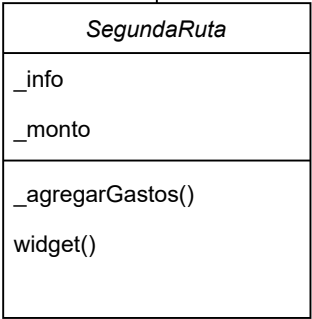 SegundaRuta
_info
_monto
_agregarGastos()
widget()